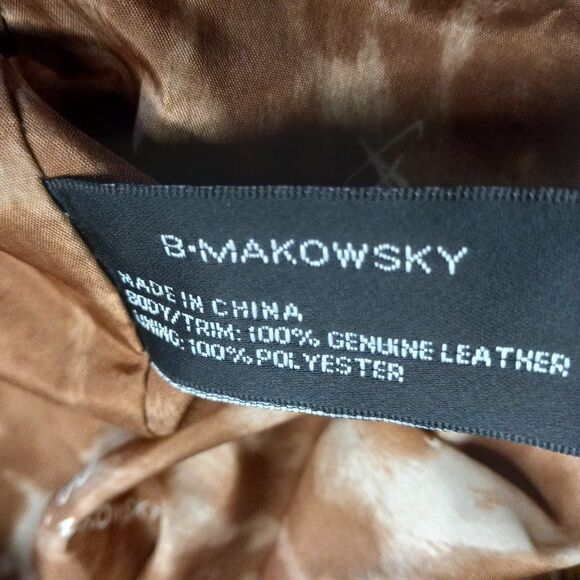 B•MAKOWSKY
MADE IN CHINA
BODY/TRIM: 100% GENUINE LEATHER
LINING: 100% POLYESTER